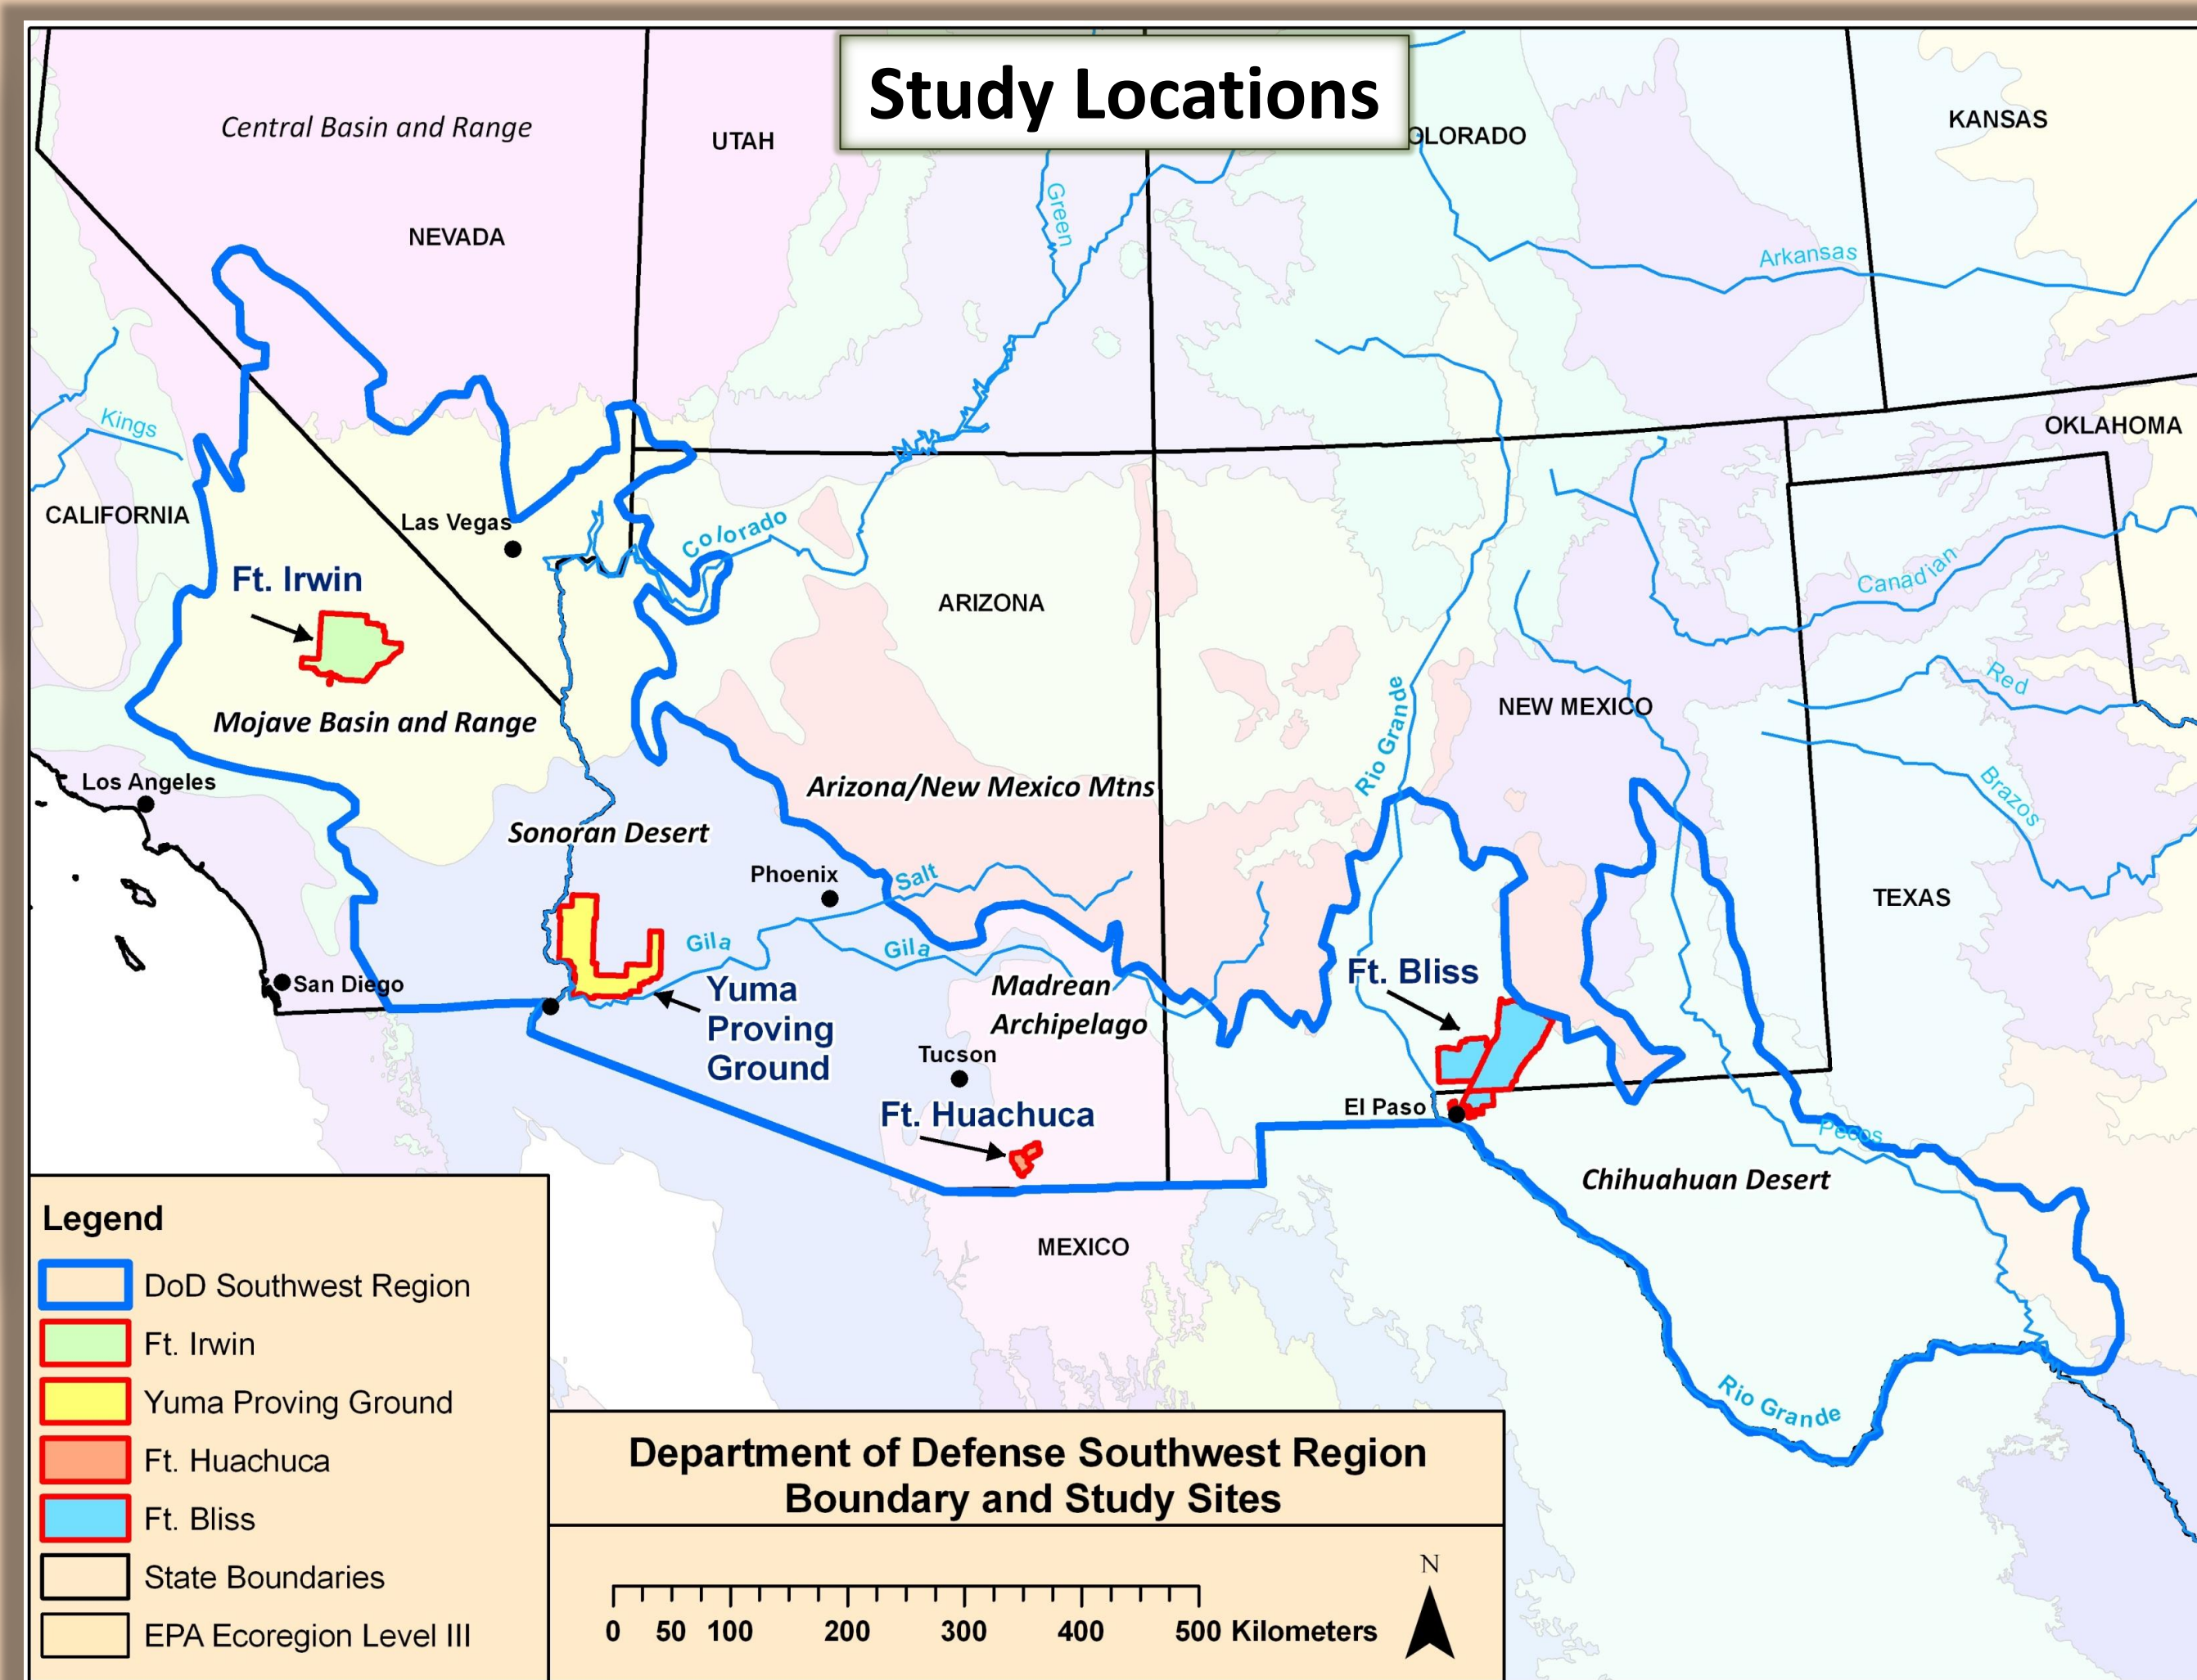 Study Locations
Central Basin and Range
UTAH
OLORADO
KANSAS
NEVADA
Green
Arkansas
Kings
OKLAHOMA
CALIFORNIA
Las Vegas
Colorado
Canadian
Ft. Irwin
ARIZONA
Red
Rio Grande
NEW MEXICO
Mojave Basin and Range
Los Angeles
Arizona/New Mexico Mtns
Brazos
Sonoran Desert
Phoenix
Salt
TEXAS
Gila
Gila
San Diego
Ft. Bliss
Yuma
Proving
Ground
Madrean
Archipelago
Tucson
Ft. Huachuca
El Paso
Pecos
Chihuahuan Desert
MEXICO
Rio Grande
Legend
DoD Southwest Region
Ft. Irwin
Yuma Proving Ground
Ft. Huachuca
Ft. Bliss
State Boundaries
EPA Ecoregion Level III
Department of Defense Southwest Region
Boundary and Study Sites
N
0 50 100 200 300 400 500 Kilometers